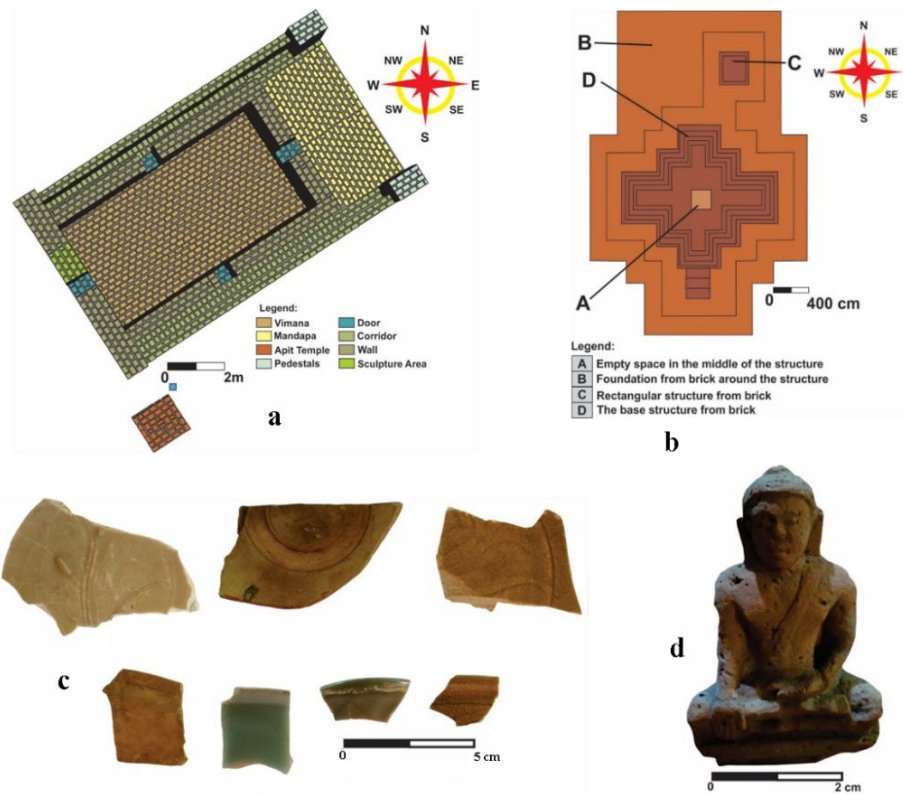 N
NW NE
W E
SW SE
S
Legend:
Vimana Door
Mandapa Corridor
Apit Temple Wall
Pedestals Sculpture Area
0 2m
a
B
D
C
A
N
NW NE
W E
SW SE
S
0 400 cm
Legend:
A Empty space in the middle of the structure
B Foundation from brick around the structure
C Rectangular structure from brick
D The base structure from brick
b
c
0 5 cm
d
0 2 cm